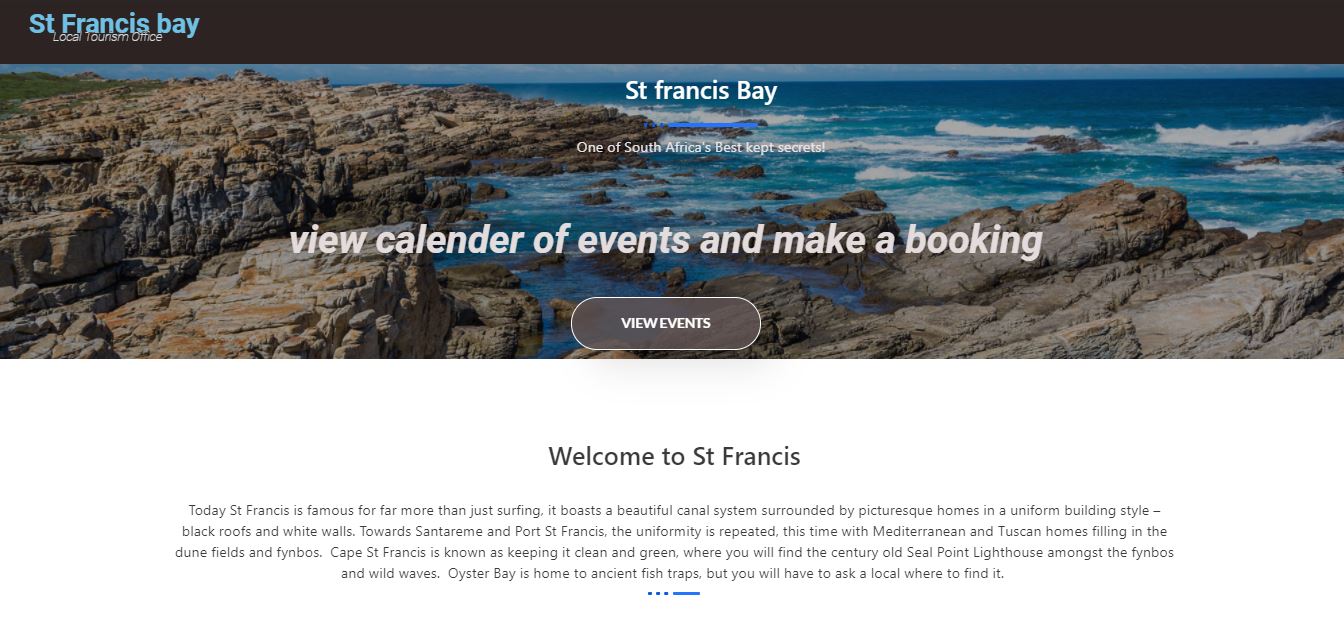 St Francis bay
Local Tourism Office
St francis Bay
One of South Africa's Best kept secrets!
view calender of events and make a booking
VIEW EVENTS
Welcome to St Francis
Today St Francis is famous for far more than just surfing, it boasts a beautiful canal system surrounded by picturesque homes in a uniform building style –
black roofs and white walls. Towards Santareme and Port St Francis, the uniformity is repeated, this time with Mediterranean and Tuscan homes filling in the
dune fields and fynbos.  Cape St Francis is known as keeping it clean and green, where you will find the century old Seal Point Lighthouse amongst the fynbos
and wild waves.  Oyster Bay is home to ancient fish traps, but you will have to ask a local where to find it.